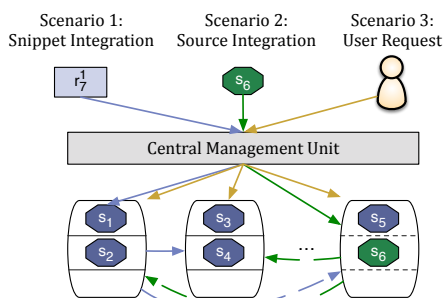 Scenario 1: Scenario 2: Scenario 3:
Snippet Integration Source Integration User Request
r₇¹ s₆
Central Management Unit
s₁ s₃ s₅
s₂ s₄ ... s₆